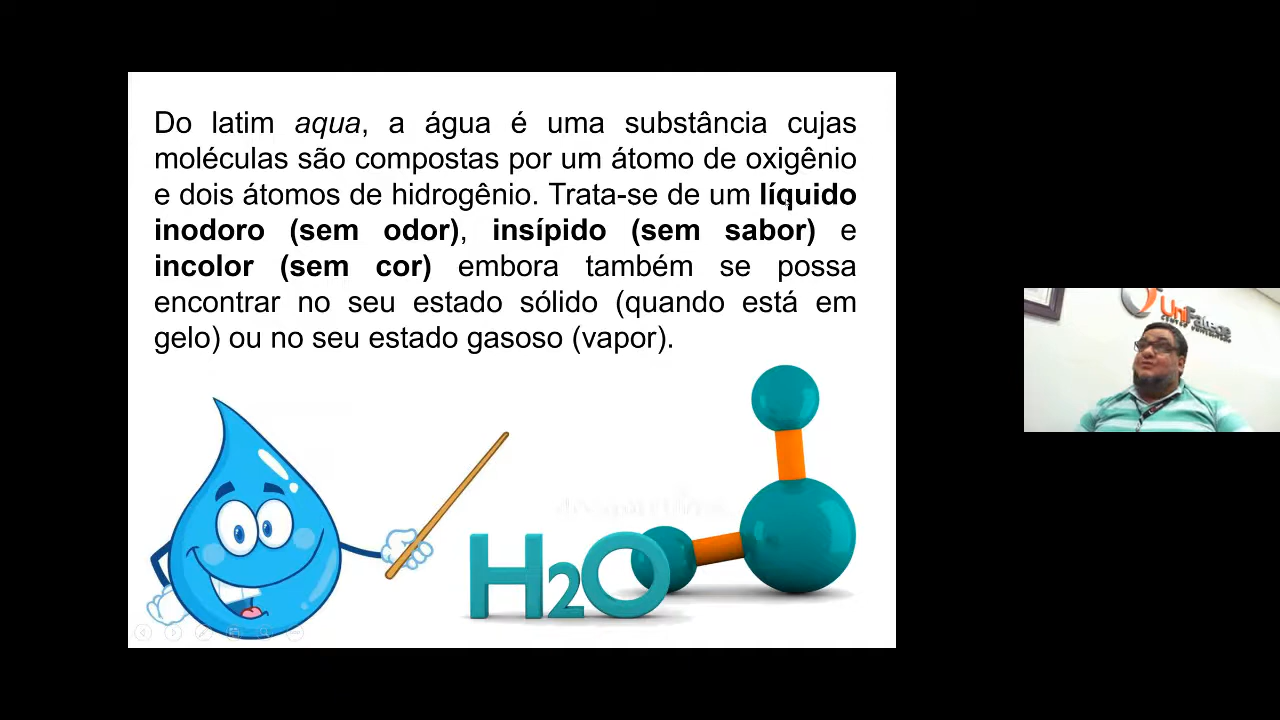 Do latim aqua, a água é uma substância cujas
moléculas são compostas por um átomo de oxigênio
e dois átomos de hidrogênio. Trata-se de um líquido
inodoro (sem odor), insípido (sem sabor) e
incolor (sem cor) embora também se possa
encontrar no seu estado sólido (quando está em
gelo) ou no seu estado gasoso (vapor).
H2O
UniFatecie